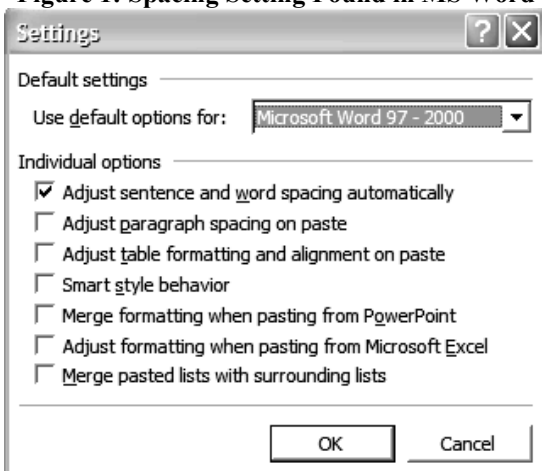 Figure 1: Spacing Setting Found in MS Word
Settings
Default settings
Use default options for: Microsoft Word 97 - 2000
Individual options
Adjust sentence and word spacing automatically
Adjust paragraph spacing on paste
Adjust table formatting and alignment on paste
Smart style behavior
Merge formatting when pasting from PowerPoint
Adjust formatting when pasting from Microsoft Excel
Merge pasted lists with surrounding lists
OK Cancel